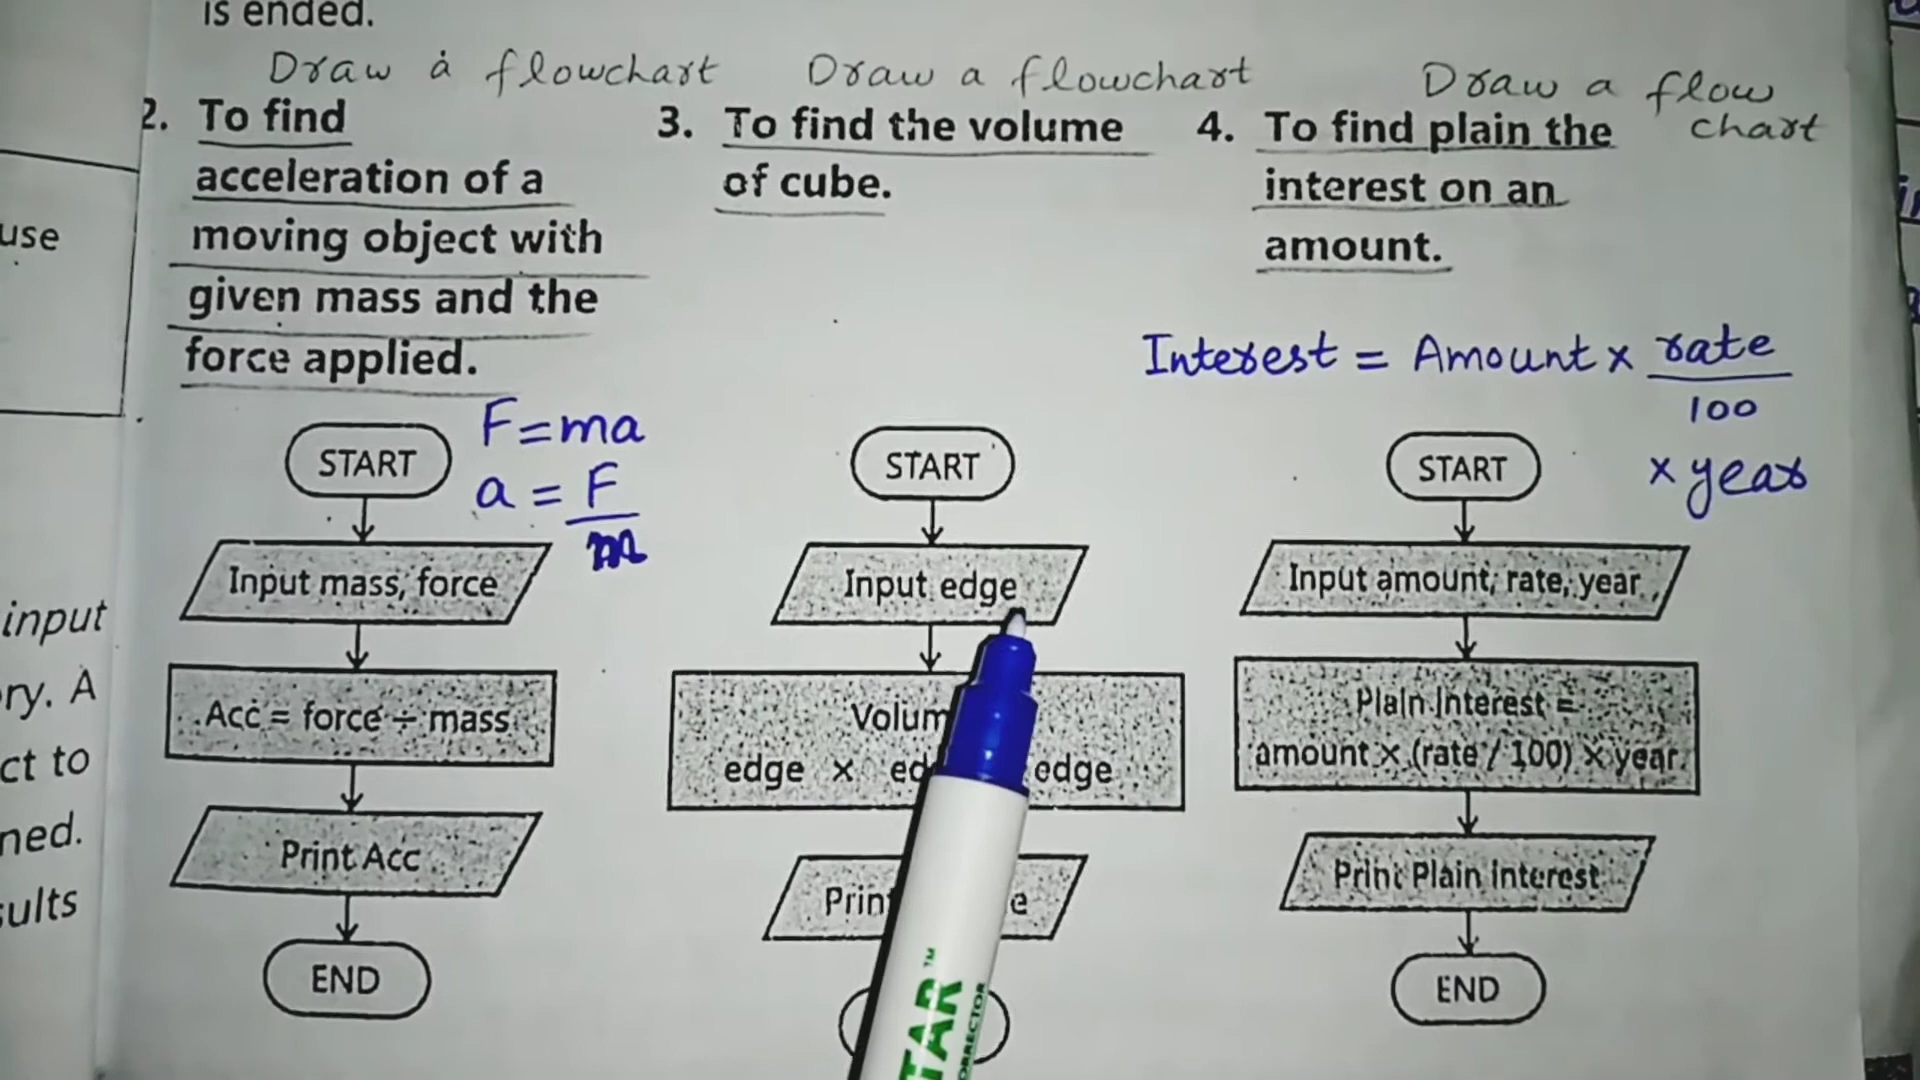 is ended.
Draw a flowchart
2. To find
acceleration of a
moving object with
given mass and the
force applied.
F=ma
a = F
m
START
Input mass, force
Acc = force ÷ mass
Print Acc
END
Draw a flowchart
3. To find the volume
of cube.
START
Input edge
edge x edge
END
Draw a flow
chart
4. To find plain the
interest on an
amount.
Interest = Amount x rate
100
x year
START
Input amount, rate, year
Plain Interest =
amount x (rate / 100) x year
Print Plain Interest
END
use
input
ry. A
ct to
ned.
sults
TAR™